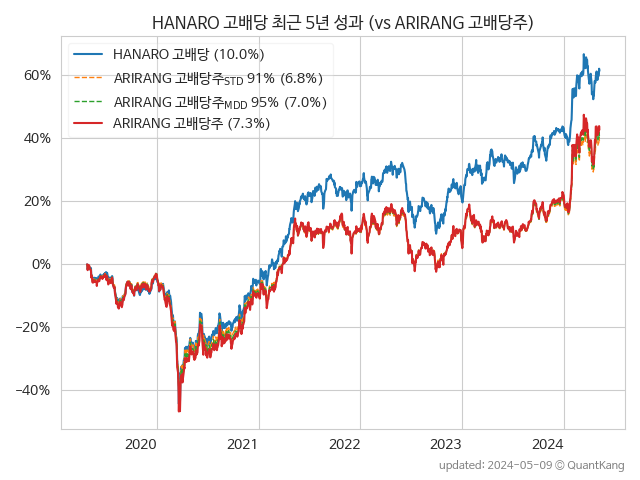 HANARO 고배당 최근 5년 성과 (vs ARIRANG 고배당주)
HANARO 고배당 (10.0%)
ARIRANG 고배당주STD 91% (6.8%)
ARIRANG 고배당주MDD 95% (7.0%)
ARIRANG 고배당주 (7.3%)
60%
40%
20%
0%
−20%
−40%
2020 2021 2022 2023 2024
updated: 2024-05-09 © QuantKang